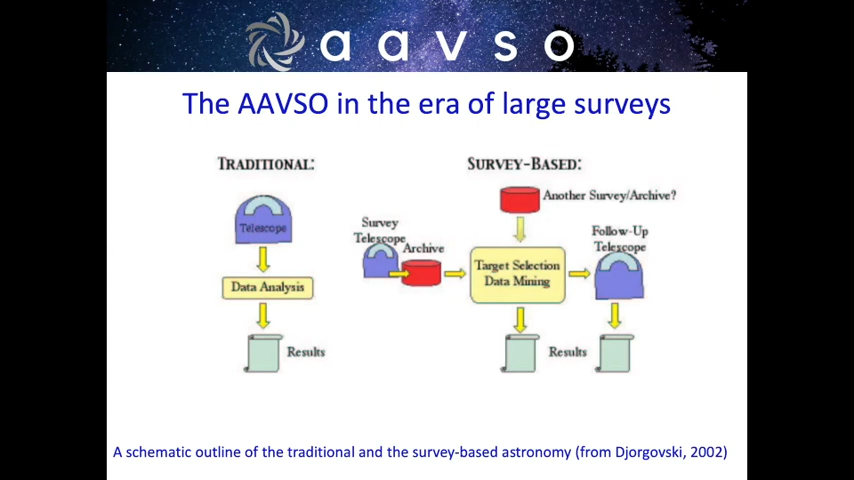 aavso
The AAVSO in the era of large surveys
TRADITIONAL:
Telescope
Data Analysis
Results
SURVEY-BASED:
Another Survey/Archive?
Survey
Telescope
Archive
Target Selection
Data Mining
Follow-Up
Telescope
Results
A schematic outline of the traditional and the survey-based astronomy (from Djorgovski, 2002)